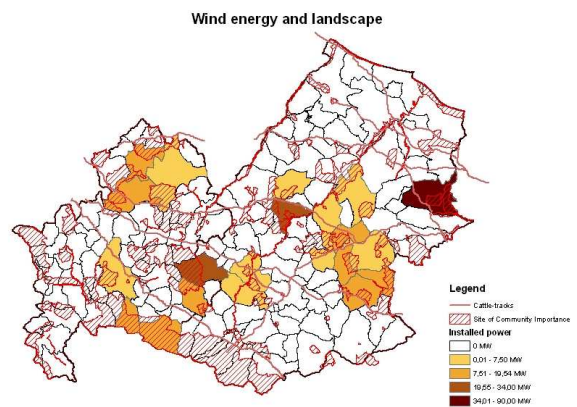 Wind energy and landscape
Legend
Cattle-tracks
Site of Community Importance
Installed power
0 MW
0,01 - 7,50 MW
7,51 - 19,54 MW
19,55 - 34,00 MW
34,01 - 90,00 MW